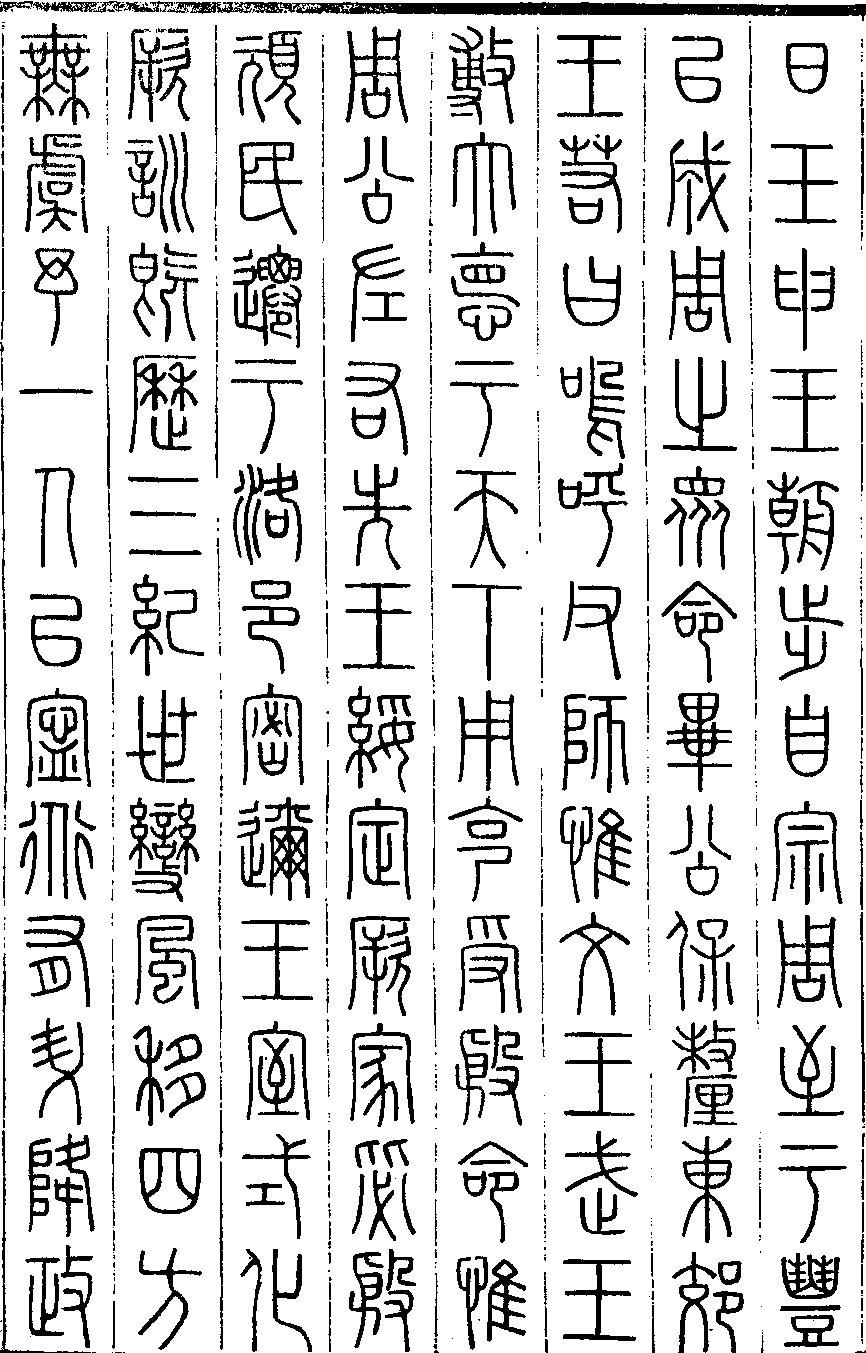 日壬申王朝步自宗周至于豐
以成周之眾命畢公保釐東郊
王若曰嗚呼父師惟文王武王
敷大德于天下用克受殷命惟
周公左右先王綏定厥家毖殷
頑民遷于洛邑密邇王室式化
厥訓既歷三紀世變風移四方
無虞予一人以寧道有升降政